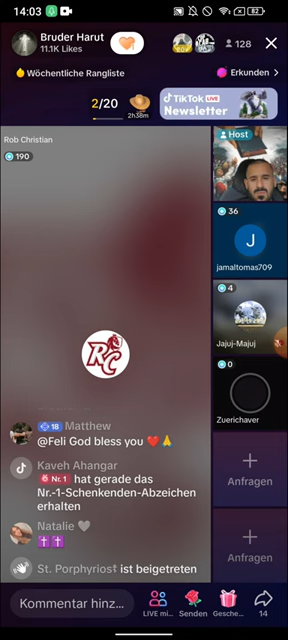 14:03
82
Bruder Harut
11.1K Likes
128
Wöchentliche Rangliste
Erkunden >
2/20
2h38m
TikTok LIVE
Newsletter
Rob Christian
190
Host
36
J
jamaltomas709
RC
4
Jajuj-Majuj
0
Zuerichaver
18 Matthew
@Feli God bless you ❤️🙏
Kaveh Ahangar
Nr. 1 hat gerade das
Nr.-1-Schenkenden-Abzeichen
erhalten
Natalie 🤍
✝️✝️
St. Porphyrios† ist beigetreten
+
Anfragen
+
Anfragen
Kommentar hinz...
LIVE mi...
Senden
Gesche...
14